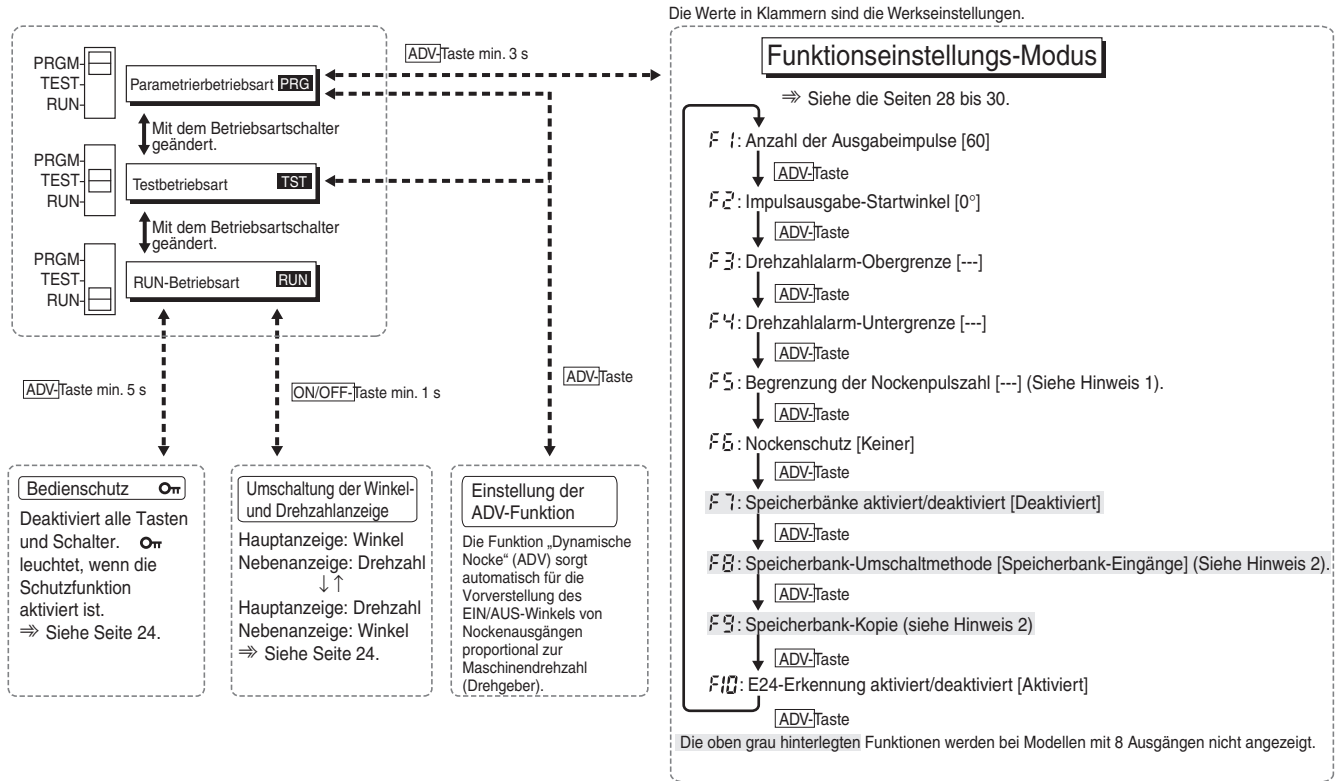 Die Werte in Klammern sind die Werkseinstellungen.
PRGM-
TEST-
RUN-
Parametrierbetriebsart PRG
Mit dem Betriebsartschalter
geändert.
PRGM-
TEST-
RUN-
Testbetriebsart TST
Mit dem Betriebsartschalter
geändert.
PRGM-
TEST-
RUN-
RUN-Betriebsart RUN
ADV-Taste min. 3 s
ADV-Taste min. 5 s
ON/OFF-Taste min. 1 s
ADV-Taste
Bedienschutz
Deaktiviert alle Tasten
und Schalter.
leuchtet, wenn die
Schutzfunktion
aktiviert ist.
⇒ Siehe Seite 24.
Umschaltung der Winkel-
und Drehzahlanzeige
Hauptanzeige: Winkel
Nebenanzeige: Drehzahl
↓↑
Hauptanzeige: Drehzahl
Nebenanzeige: Winkel
⇒ Siehe Seite 24.
Einstellung der
ADV-Funktion
Die Funktion „Dynamische
Nocke“ (ADV) sorgt
automatisch für die
Vorverstellung des
EIN/AUS-Winkels von
Nockenausgängen
proportional zur
Maschinendrehzahl
(Drehgeber).
Funktionseinstellungs-Modus
⇒ Siehe die Seiten 28 bis 30.
F 1: Anzahl der Ausgabeimpulse [60]
ADV-Taste
F2: Impulsausgabe-Startwinkel [0°]
ADV-Taste
F3: Drehzahlalarm-Obergrenze [---]
ADV-Taste
F4: Drehzahlalarm-Untergrenze [---]
ADV-Taste
F5: Begrenzung der Nockenpulszahl [---] (Siehe Hinweis 1).
ADV-Taste
F6: Nockenschutz [Keiner]
ADV-Taste
F7: Speicherbänke aktiviert/deaktiviert [Deaktiviert]
ADV-Taste
F8: Speicherbank-Umschaltmethode [Speicherbank-Eingänge] (Siehe Hinweis 2).
ADV-Taste
F9: Speicherbank-Kopie (siehe Hinweis 2)
ADV-Taste
F10: E24-Erkennung aktiviert/deaktiviert [Aktiviert]
ADV-Taste
Die oben grau hinterlegten Funktionen werden bei Modellen mit 8 Ausgängen nicht angezeigt.